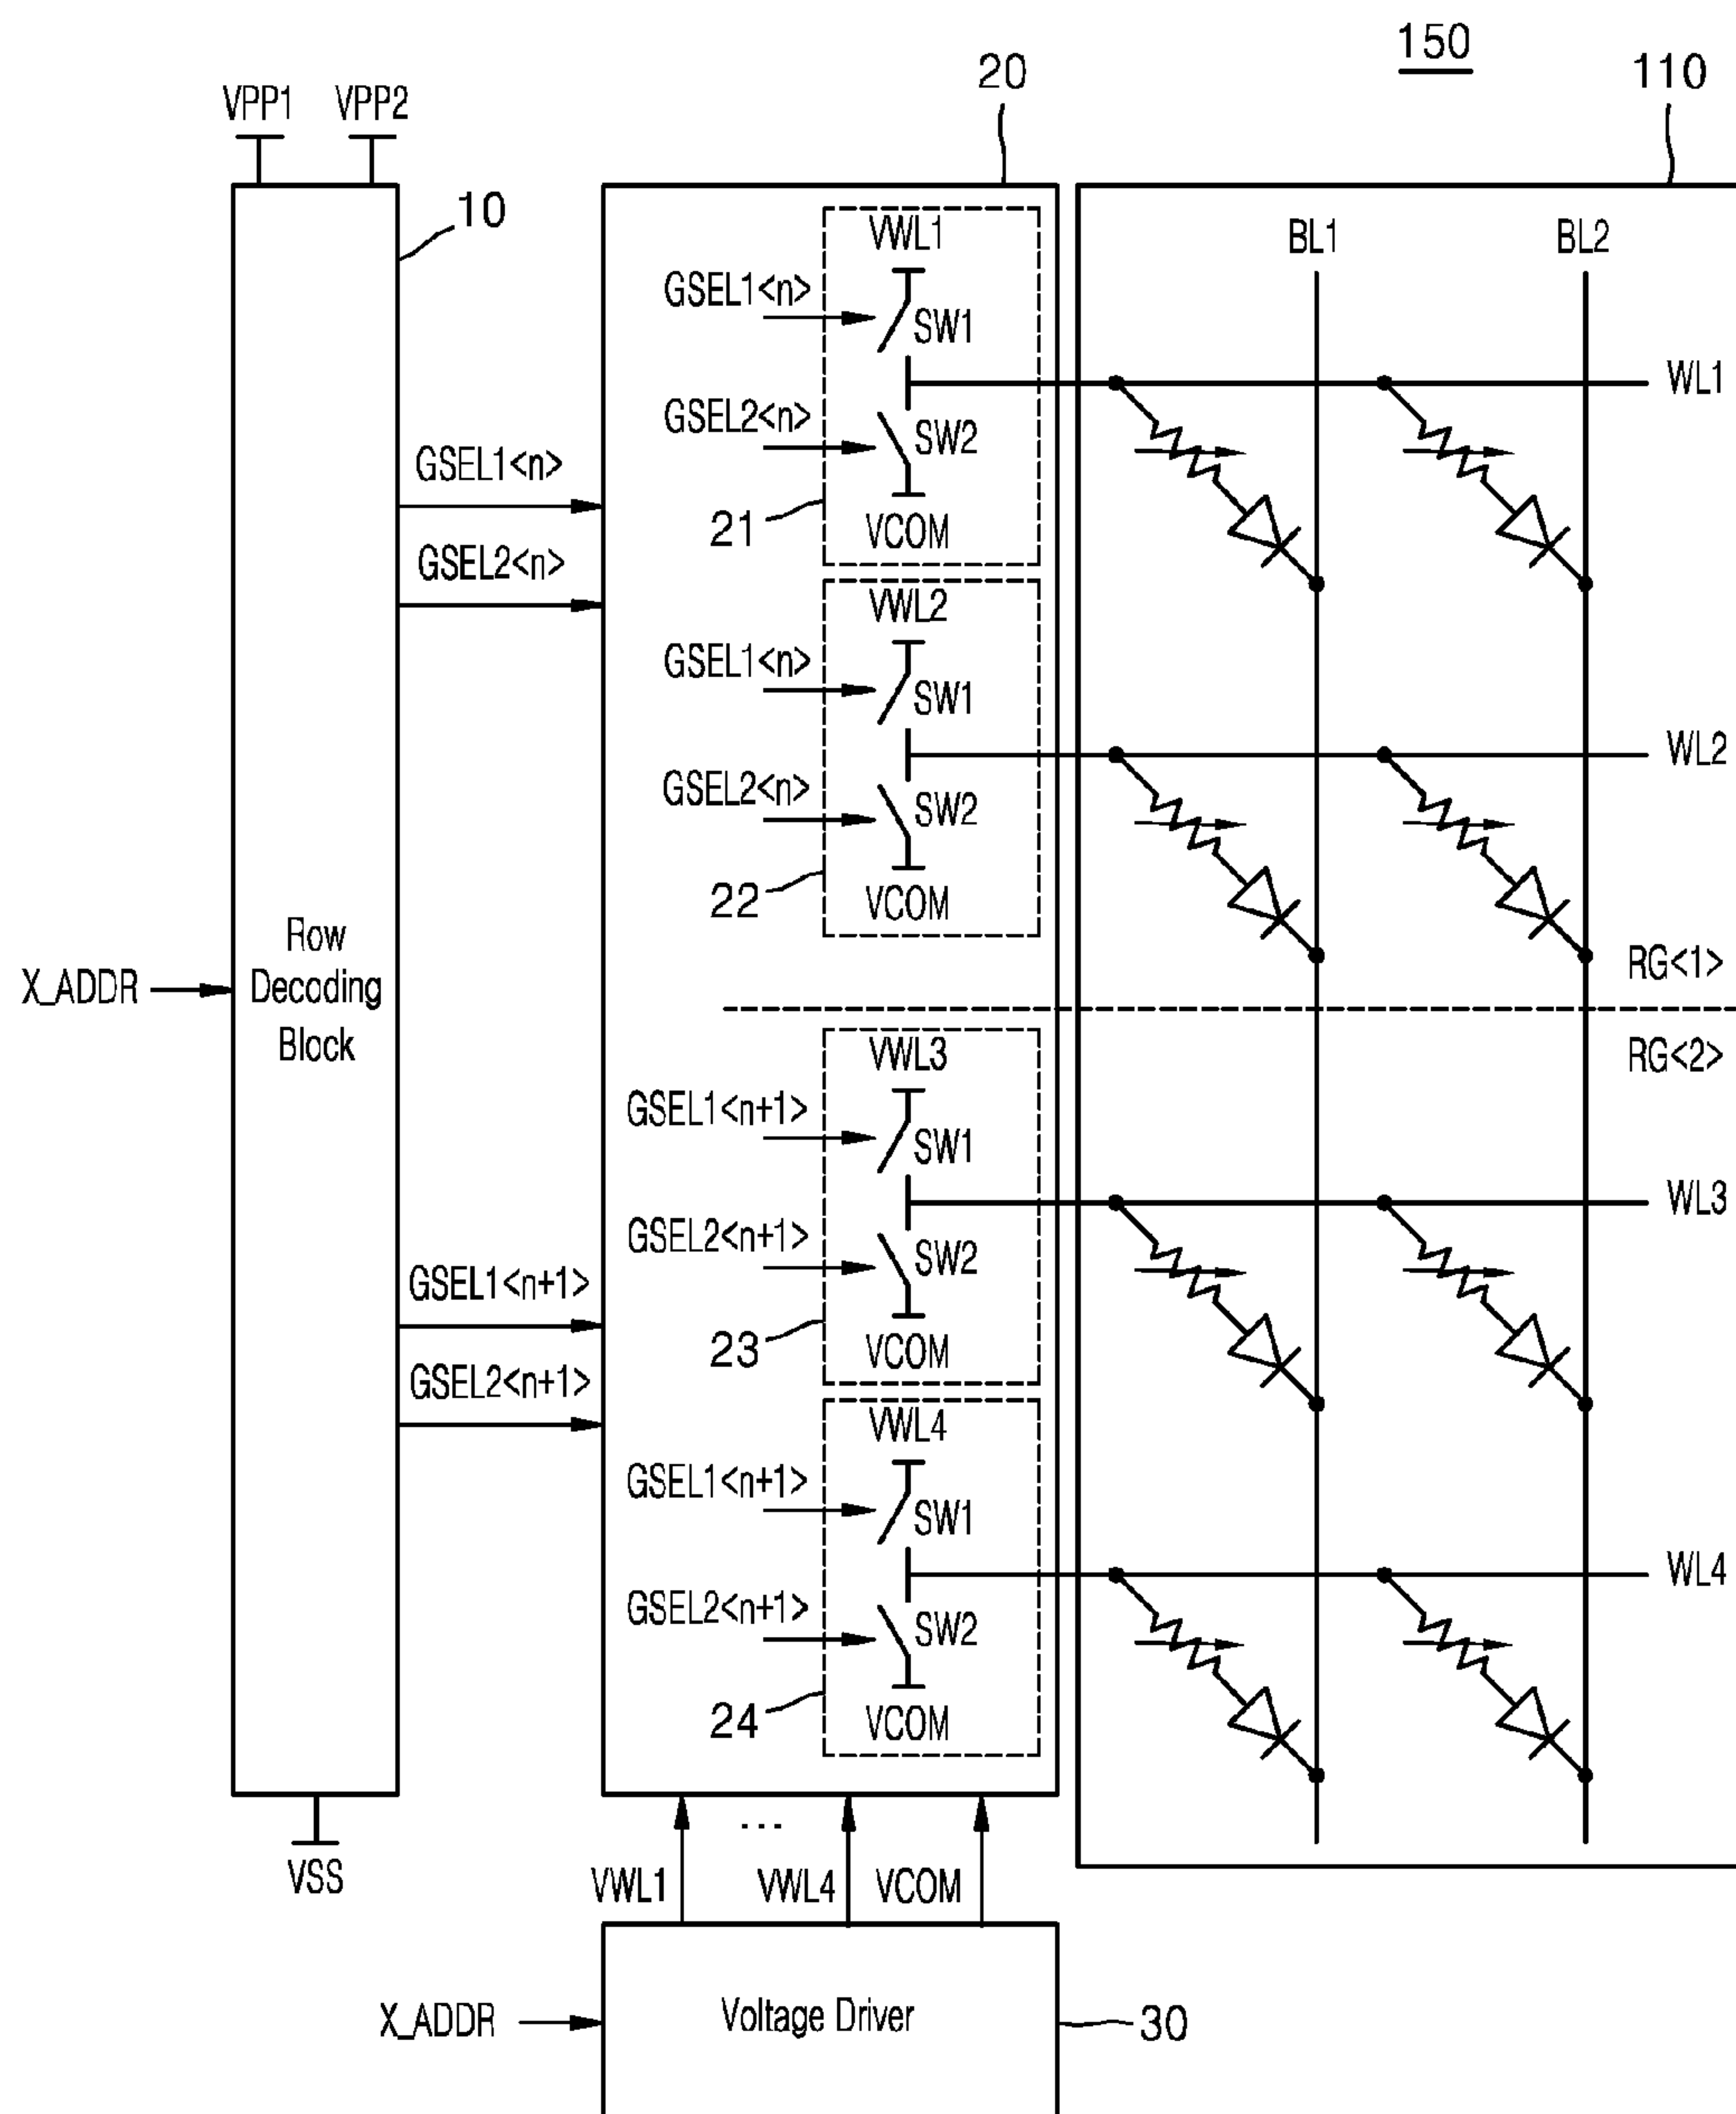 150
20
110
VPP1 VPP2
10
BL1 BL2
VWL1
GSEL1<n>
SW1
WL1
GSEL2<n>
SW2
GSEL1<n>
21
VCOM
GSEL2<n>
VWL2
GSEL1<n>
SW1
WL2
GSEL2<n>
SW2
22
VCOM
Row
Decoding
Block
X_ADDR
RG<1>
RG<2>
VWL3
GSEL1<n+1>
SW1
WL3
GSEL2<n+1>
SW2
GSEL1<n+1>
23
VCOM
GSEL2<n+1>
VWL4
GSEL1<n+1>
SW1
WL4
GSEL2<n+1>
SW2
24
VCOM
...
VSS
VWL1 VWL4 VCOM
X_ADDR
Voltage Driver
30